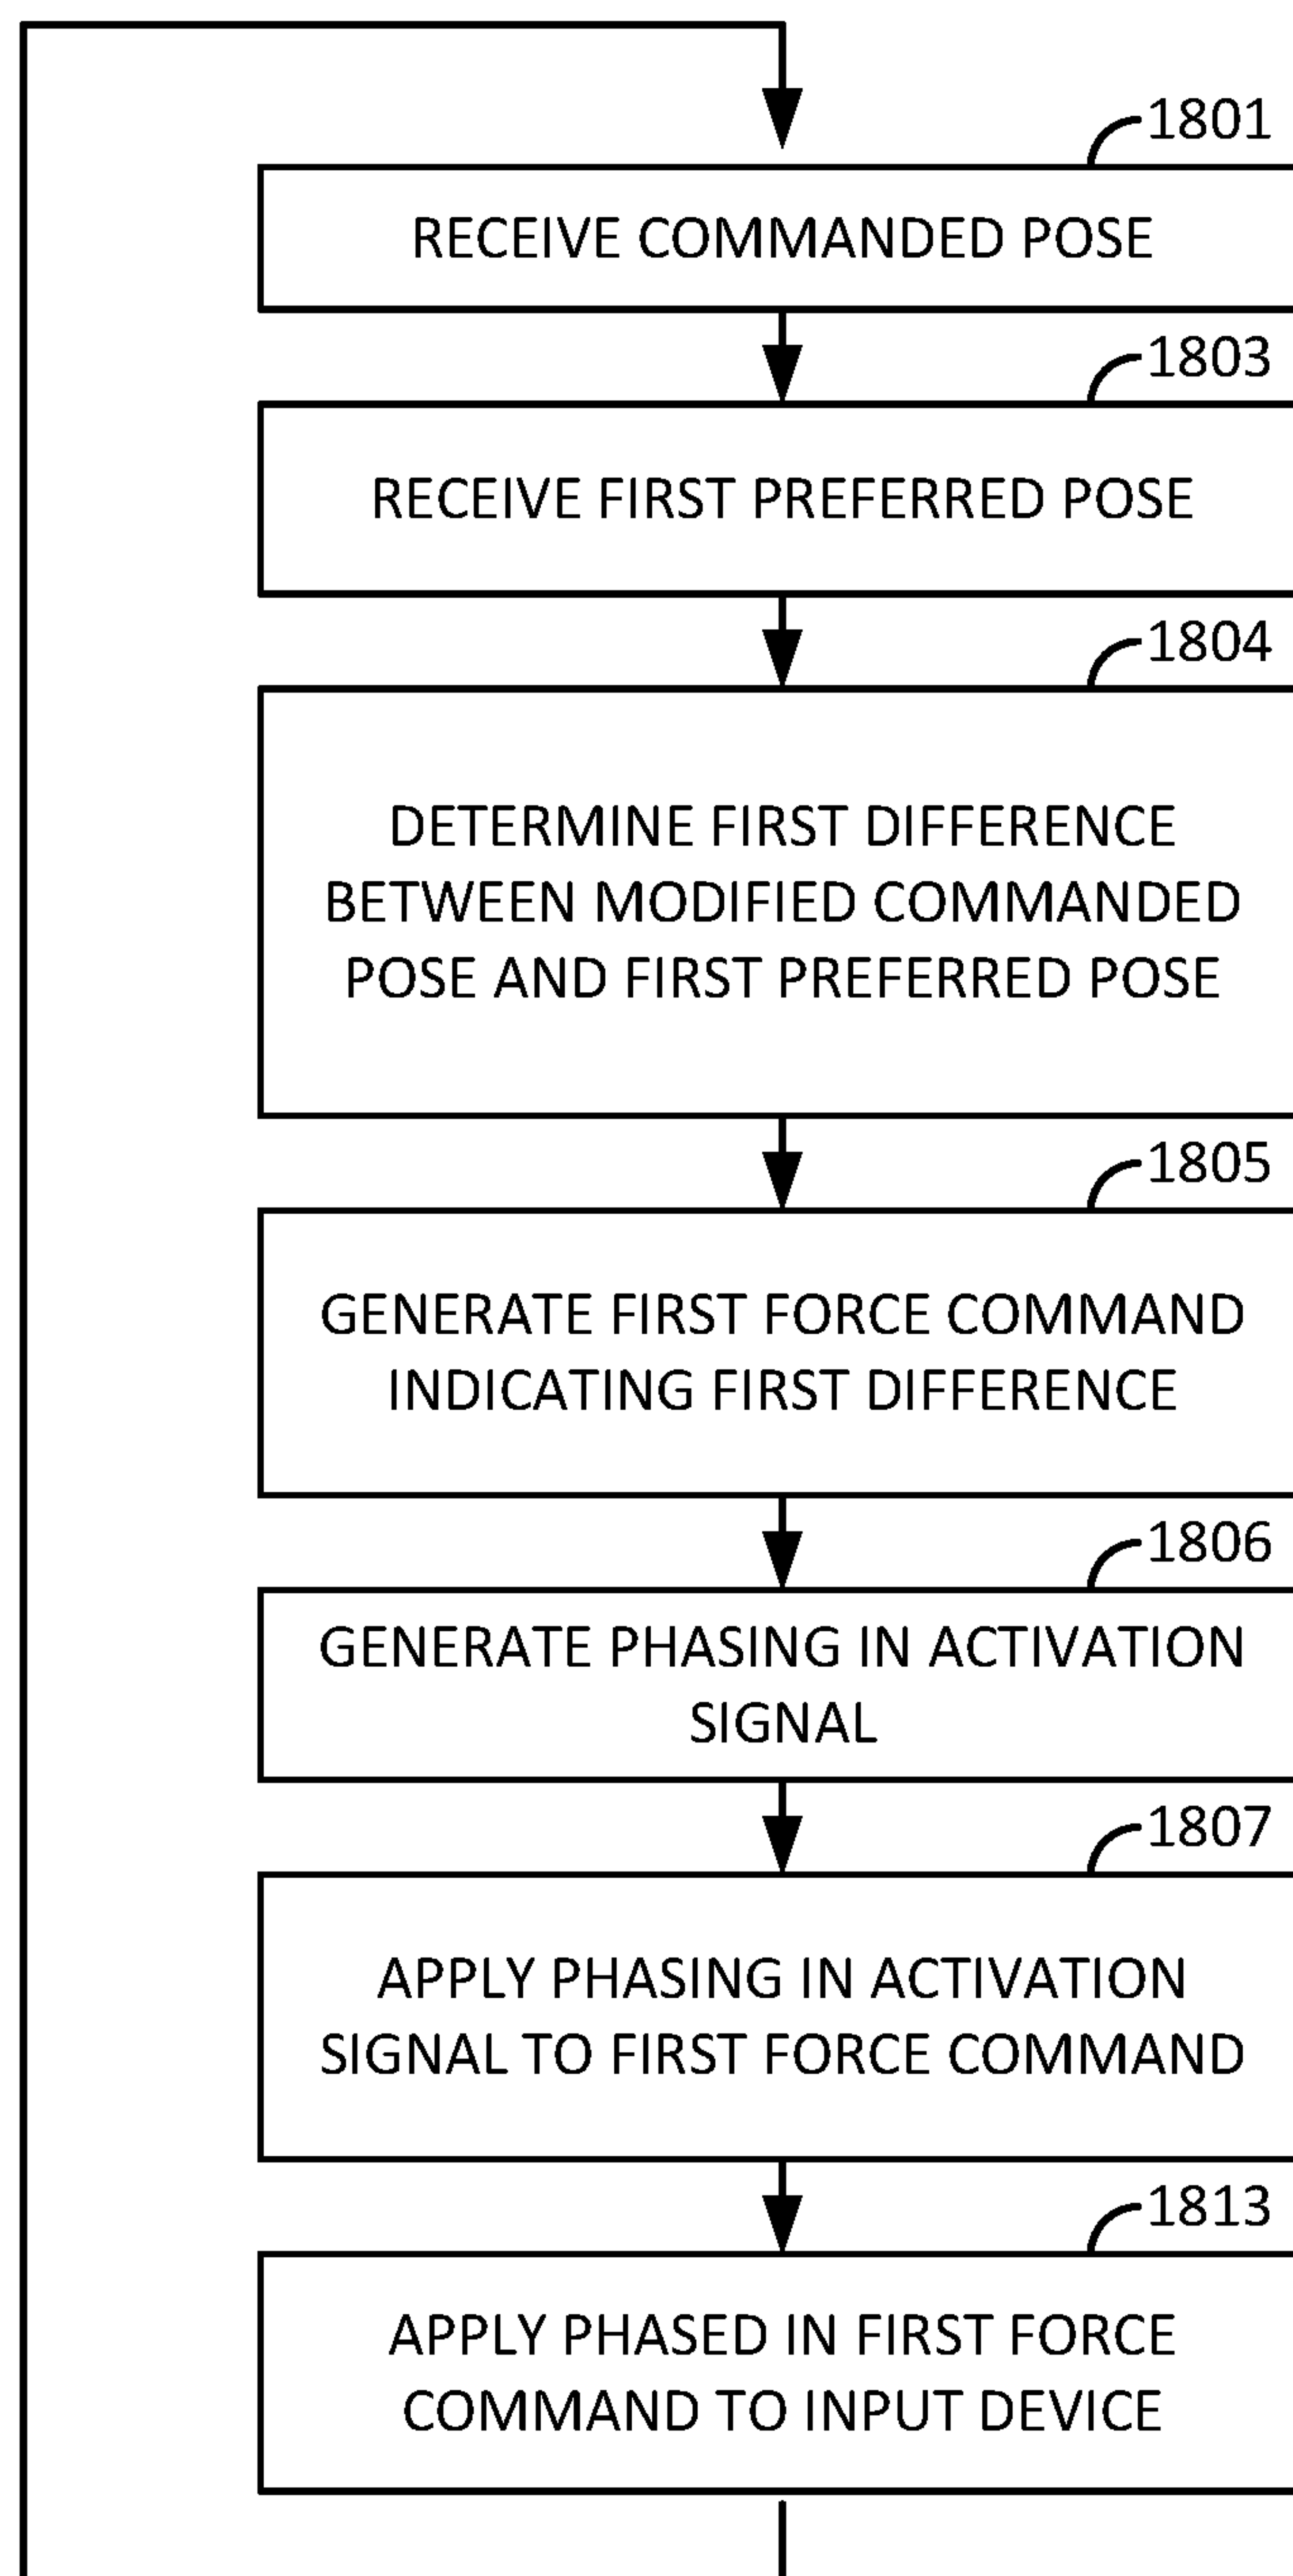 1801
RECEIVE COMMANDED POSE
1803
RECEIVE FIRST PREFERRED POSE
1804
DETERMINE FIRST DIFFERENCE
BETWEEN MODIFIED COMMANDED
POSE AND FIRST PREFERRED POSE
1805
GENERATE FIRST FORCE COMMAND
INDICATING FIRST DIFFERENCE
1806
GENERATE PHASING IN ACTIVATION
SIGNAL
1807
APPLY PHASING IN ACTIVATION
SIGNAL TO FIRST FORCE COMMAND
1813
APPLY PHASED IN FIRST FORCE
COMMAND TO INPUT DEVICE